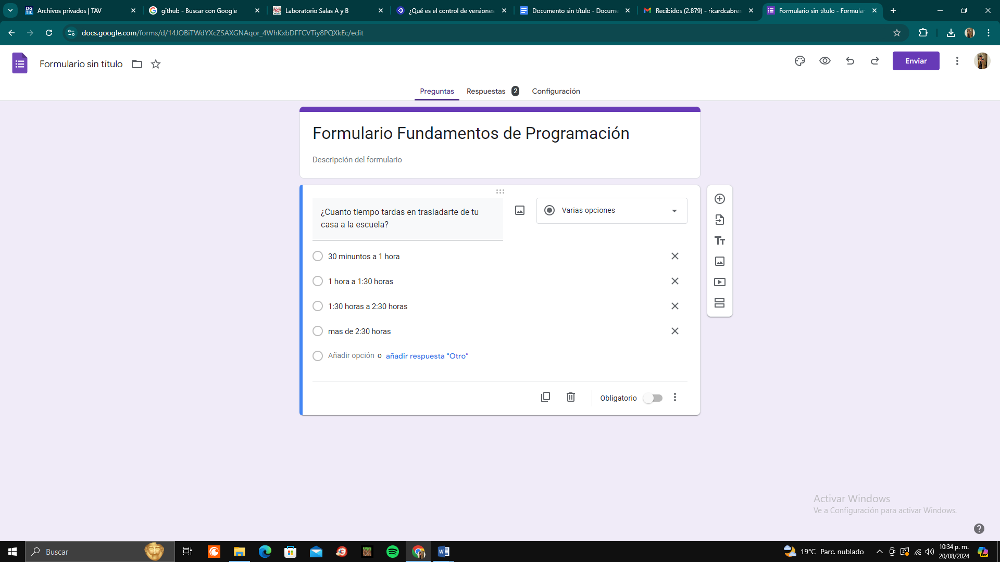 DG TIC Archivos privados | TAV
github - Buscar con Google
Laboratorio Salas A y B
¿Qué es el control de versiones
Documento sin título - Docume
Recibidos (2.879) - ricardcabrer
Formulario sin título - Formular
docs.google.com/forms/d/14JOBiTWdYXcZSAXGNAqor_4WhKxbDFFCVTiy8PQXkEc/edit
Formulario sin título
Enviar
Preguntas
Respuestas 2
Configuración
Formulario Fundamentos de Programación
Descripción del formulario
¿Cuanto tiempo tardas en trasladarte de tu
casa a la escuela?
Varias opciones
30 minuntos a 1 hora
1 hora a 1:30 horas
1:30 horas a 2:30 horas
mas de 2:30 horas
Añadir opción o añadir respuesta "Otro"
Obligatorio
Activar Windows
Ve a Configuración para activar Windows.
Buscar
19°C Parc. nublado
10:34 p. m.
20/08/2024